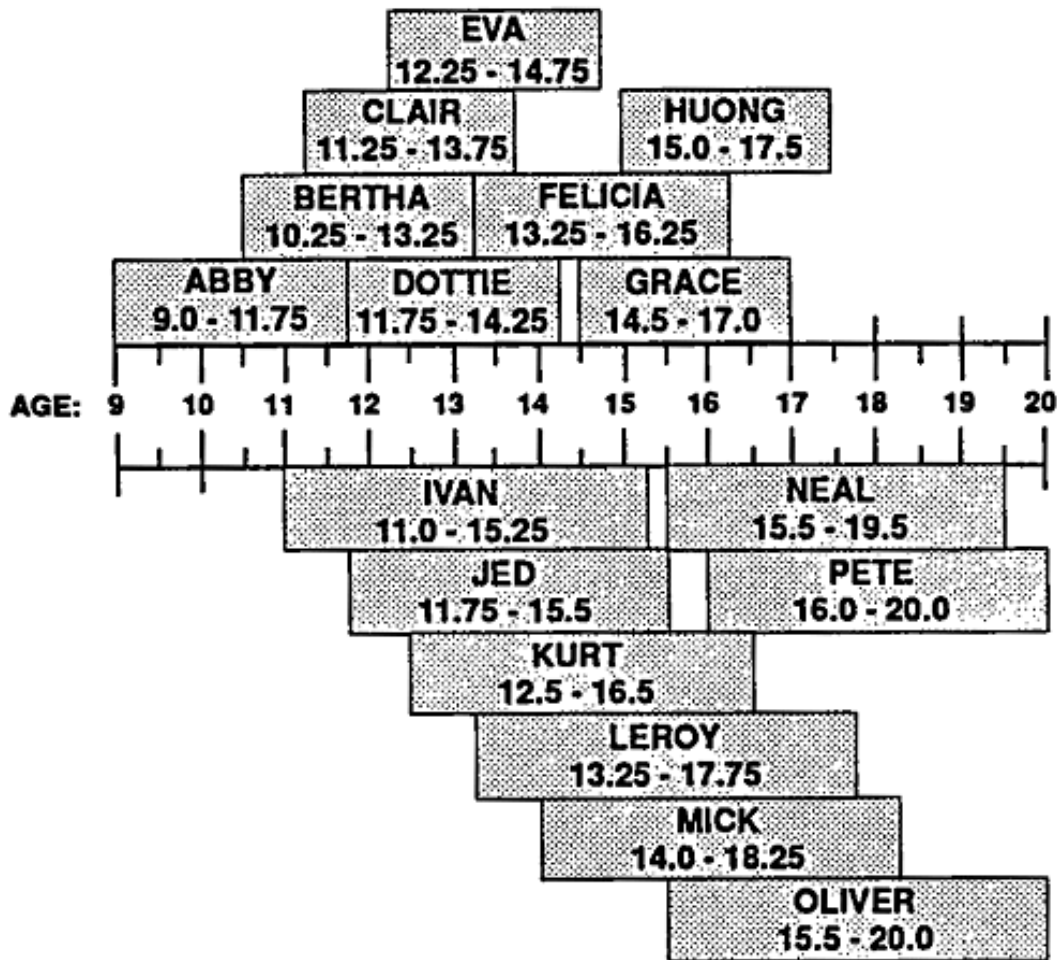 EVA
12.25 - 14.75
CLAIR
11.25 - 13.75
HUONG
15.0 - 17.5
BERTHA
10.25 - 13.25
FELICIA
13.25 - 16.25
ABBY
9.0 - 11.75
DOTTIE
11.75 - 14.25
GRACE
14.5 - 17.0
AGE: 9 10 11 12 13 14 15 16 17 18 19 20
IVAN
11.0 - 15.25
NEAL
15.5 - 19.5
JED
11.75 - 15.5
PETE
16.0 - 20.0
KURT
12.5 - 16.5
LEROY
13.25 - 17.75
MICK
14.0 - 18.25
OLIVER
15.5 - 20.0